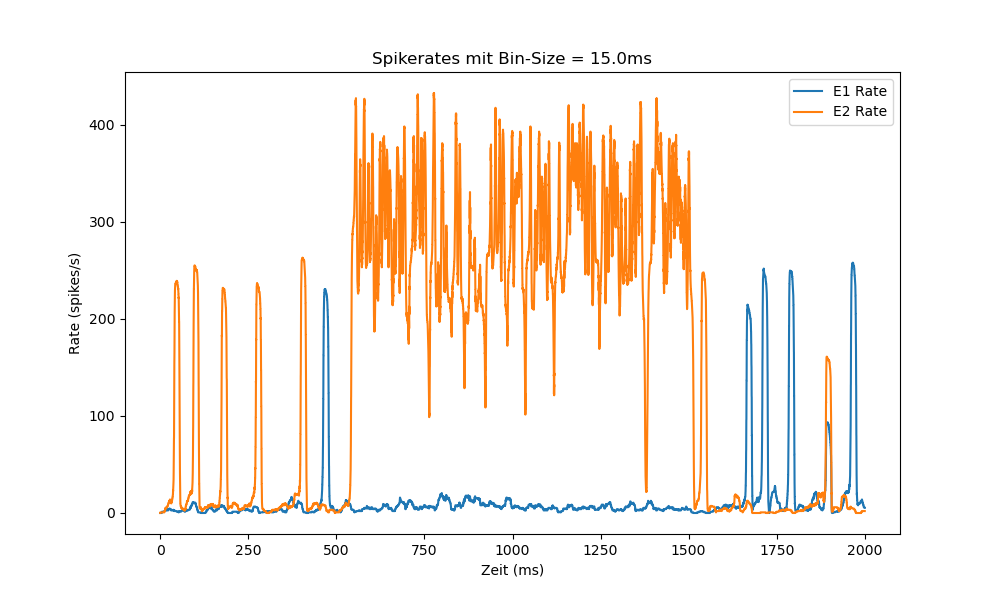 Spikerates mit Bin-Size = 15.0ms
E1 Rate
E2 Rate
400
300
200
100
0
Rate (spikes/s)
0 250 500 750 1000 1250 1500 1750 2000
Zeit (ms)